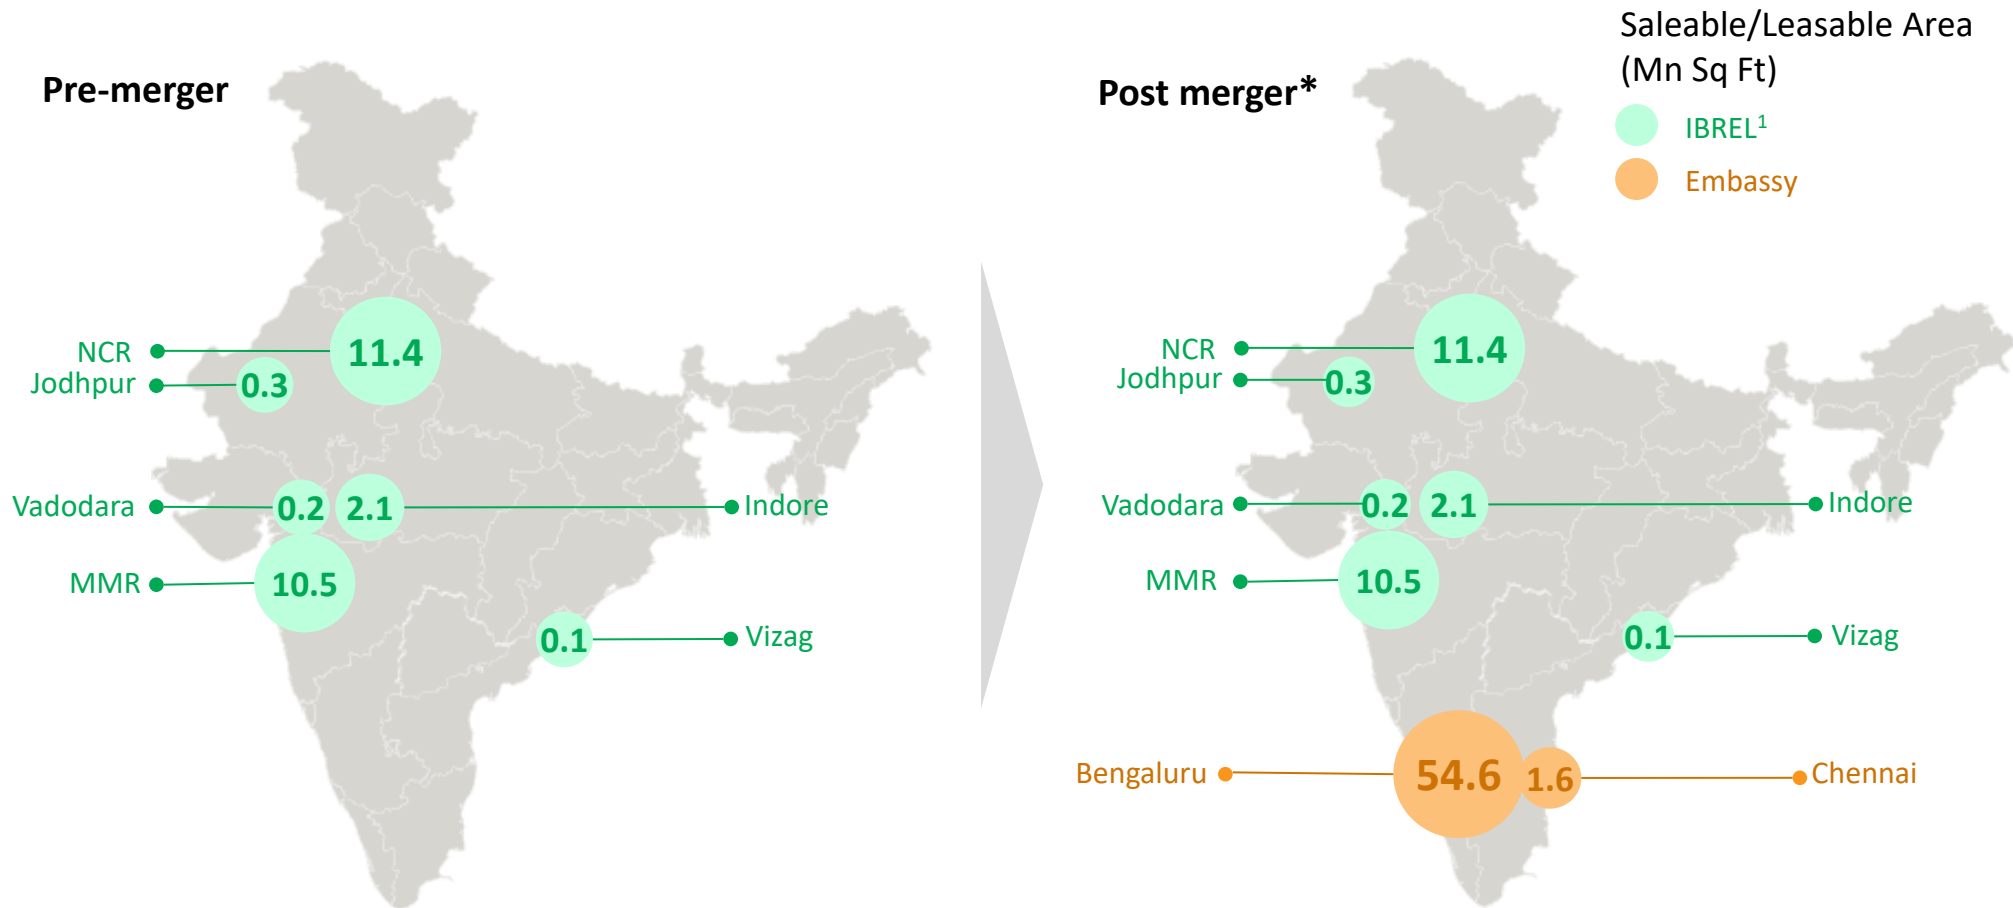 Pre-merger
NCR
11.4
Jodhpur
0.3
Vadodara
0.2
2.1
Indore
MMR
10.5
0.1
Vizag
Post merger*
Saleable/Leasable Area
(Mn Sq Ft)
IBREL¹
Embassy
NCR
11.4
Jodhpur
0.3
Vadodara
0.2
2.1
Indore
MMR
10.5
0.1
Vizag
Bengaluru
54.6
1.6
Chennai